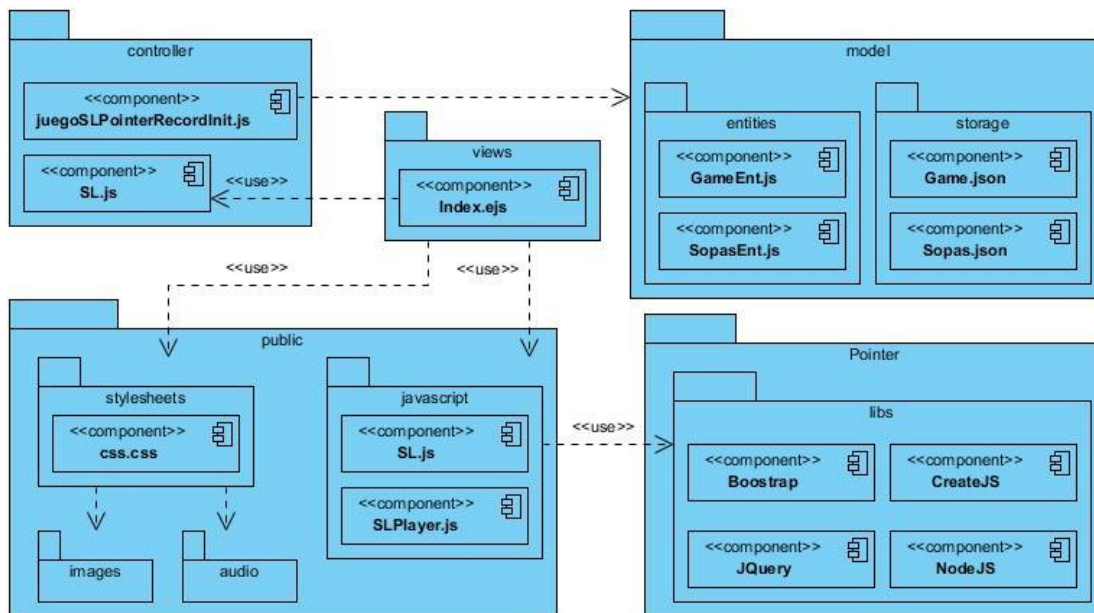 controller
<<component>>
juegoSLPointerRecordInit.js
<<component>>
SL.js
<<use>>
views
<<component>>
Index.ejs
model
entities
<<component>>
GameEnt.js
<<component>>
SopasEnt.js
storage
<<component>>
Game.json
<<component>>
Sopas.json
<<use>>
<<use>>
public
stylesheets
<<component>>
css.css
images
audio
javascript
<<component>>
SL.js
<<component>>
SLPlayer.js
<<use>>
Pointer
libs
<<component>>
Boostrap
<<component>>
CreateJS
<<component>>
JQuery
<<component>>
NodeJS